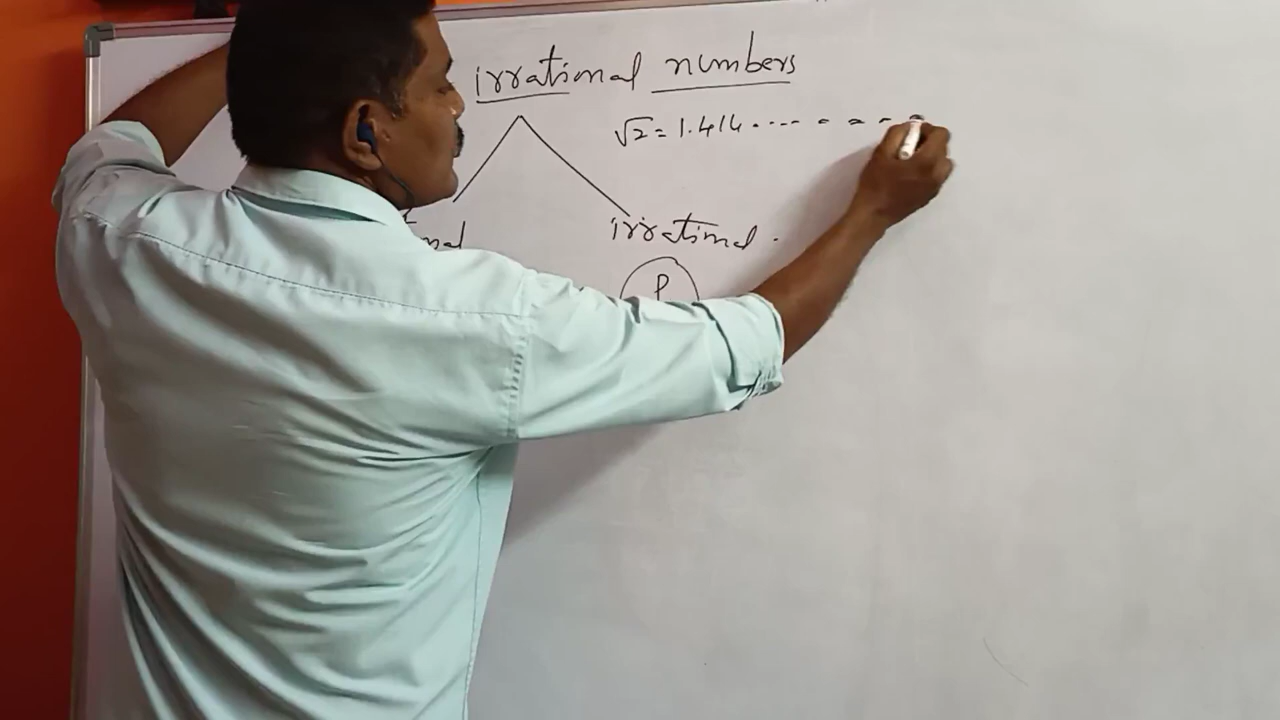 irrational numbers
√2 = 1.414 ---- - - - -
irrational.
P